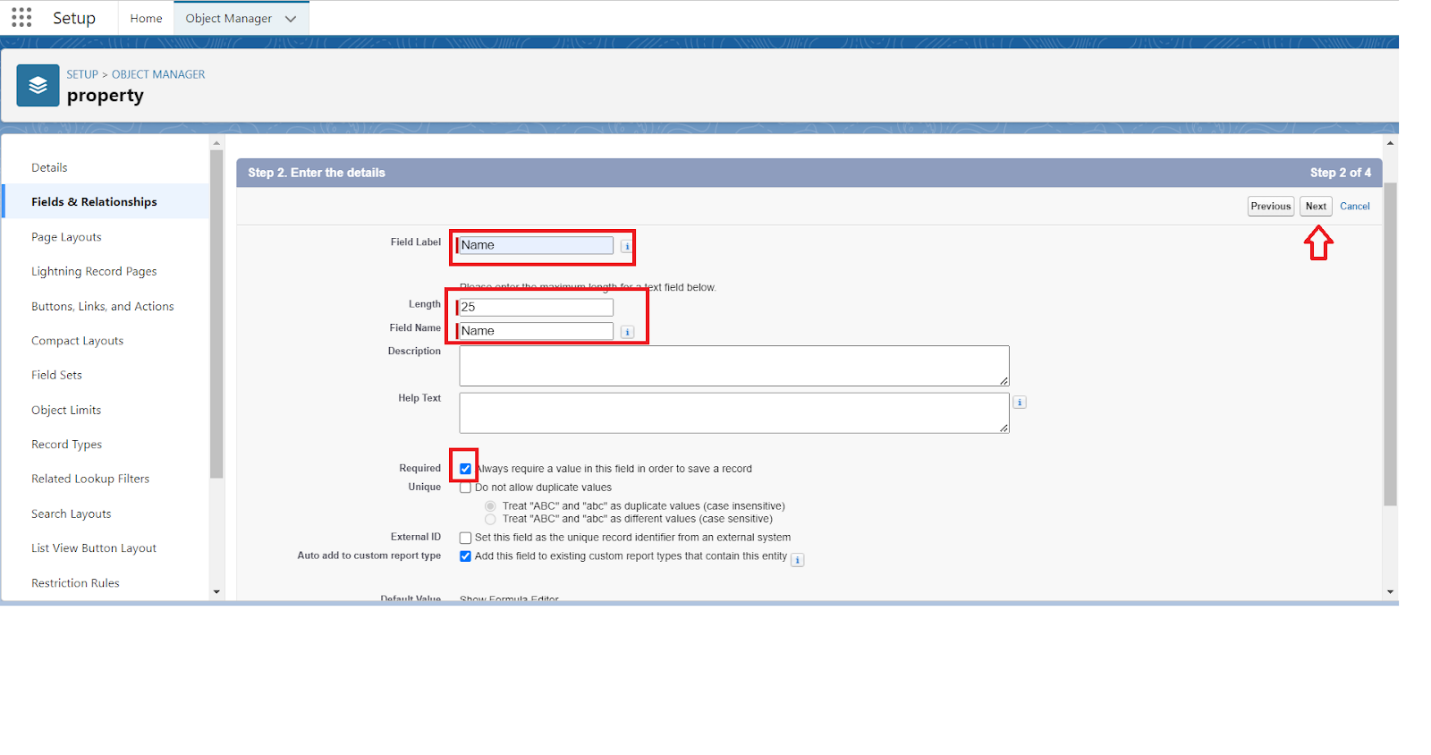 Setup Home Object Manager
SETUP > OBJECT MANAGER
property
Details
Fields & Relationships
Page Layouts
Lightning Record Pages
Buttons, Links, and Actions
Compact Layouts
Field Sets
Object Limits
Record Types
Related Lookup Filters
Search Layouts
List View Button Layout
Restriction Rules
Step 2. Enter the details Step 2 of 4
Previous Next Cancel
Field Label Name i
Please enter the maximum length for a text field below.
Length 25
Field Name Name i
Description
Help Text i
Required Always require a value in this field in order to save a record
Unique Do not allow duplicate values
Treat "ABC" and "abc" as duplicate values (case insensitive)
Treat "ABC" and "abc" as different values (case sensitive)
External ID Set this field as the unique record identifier from an external system
Auto add to custom report type Add this field to existing custom report types that contain this entity i
Default Value Show Formula Editor